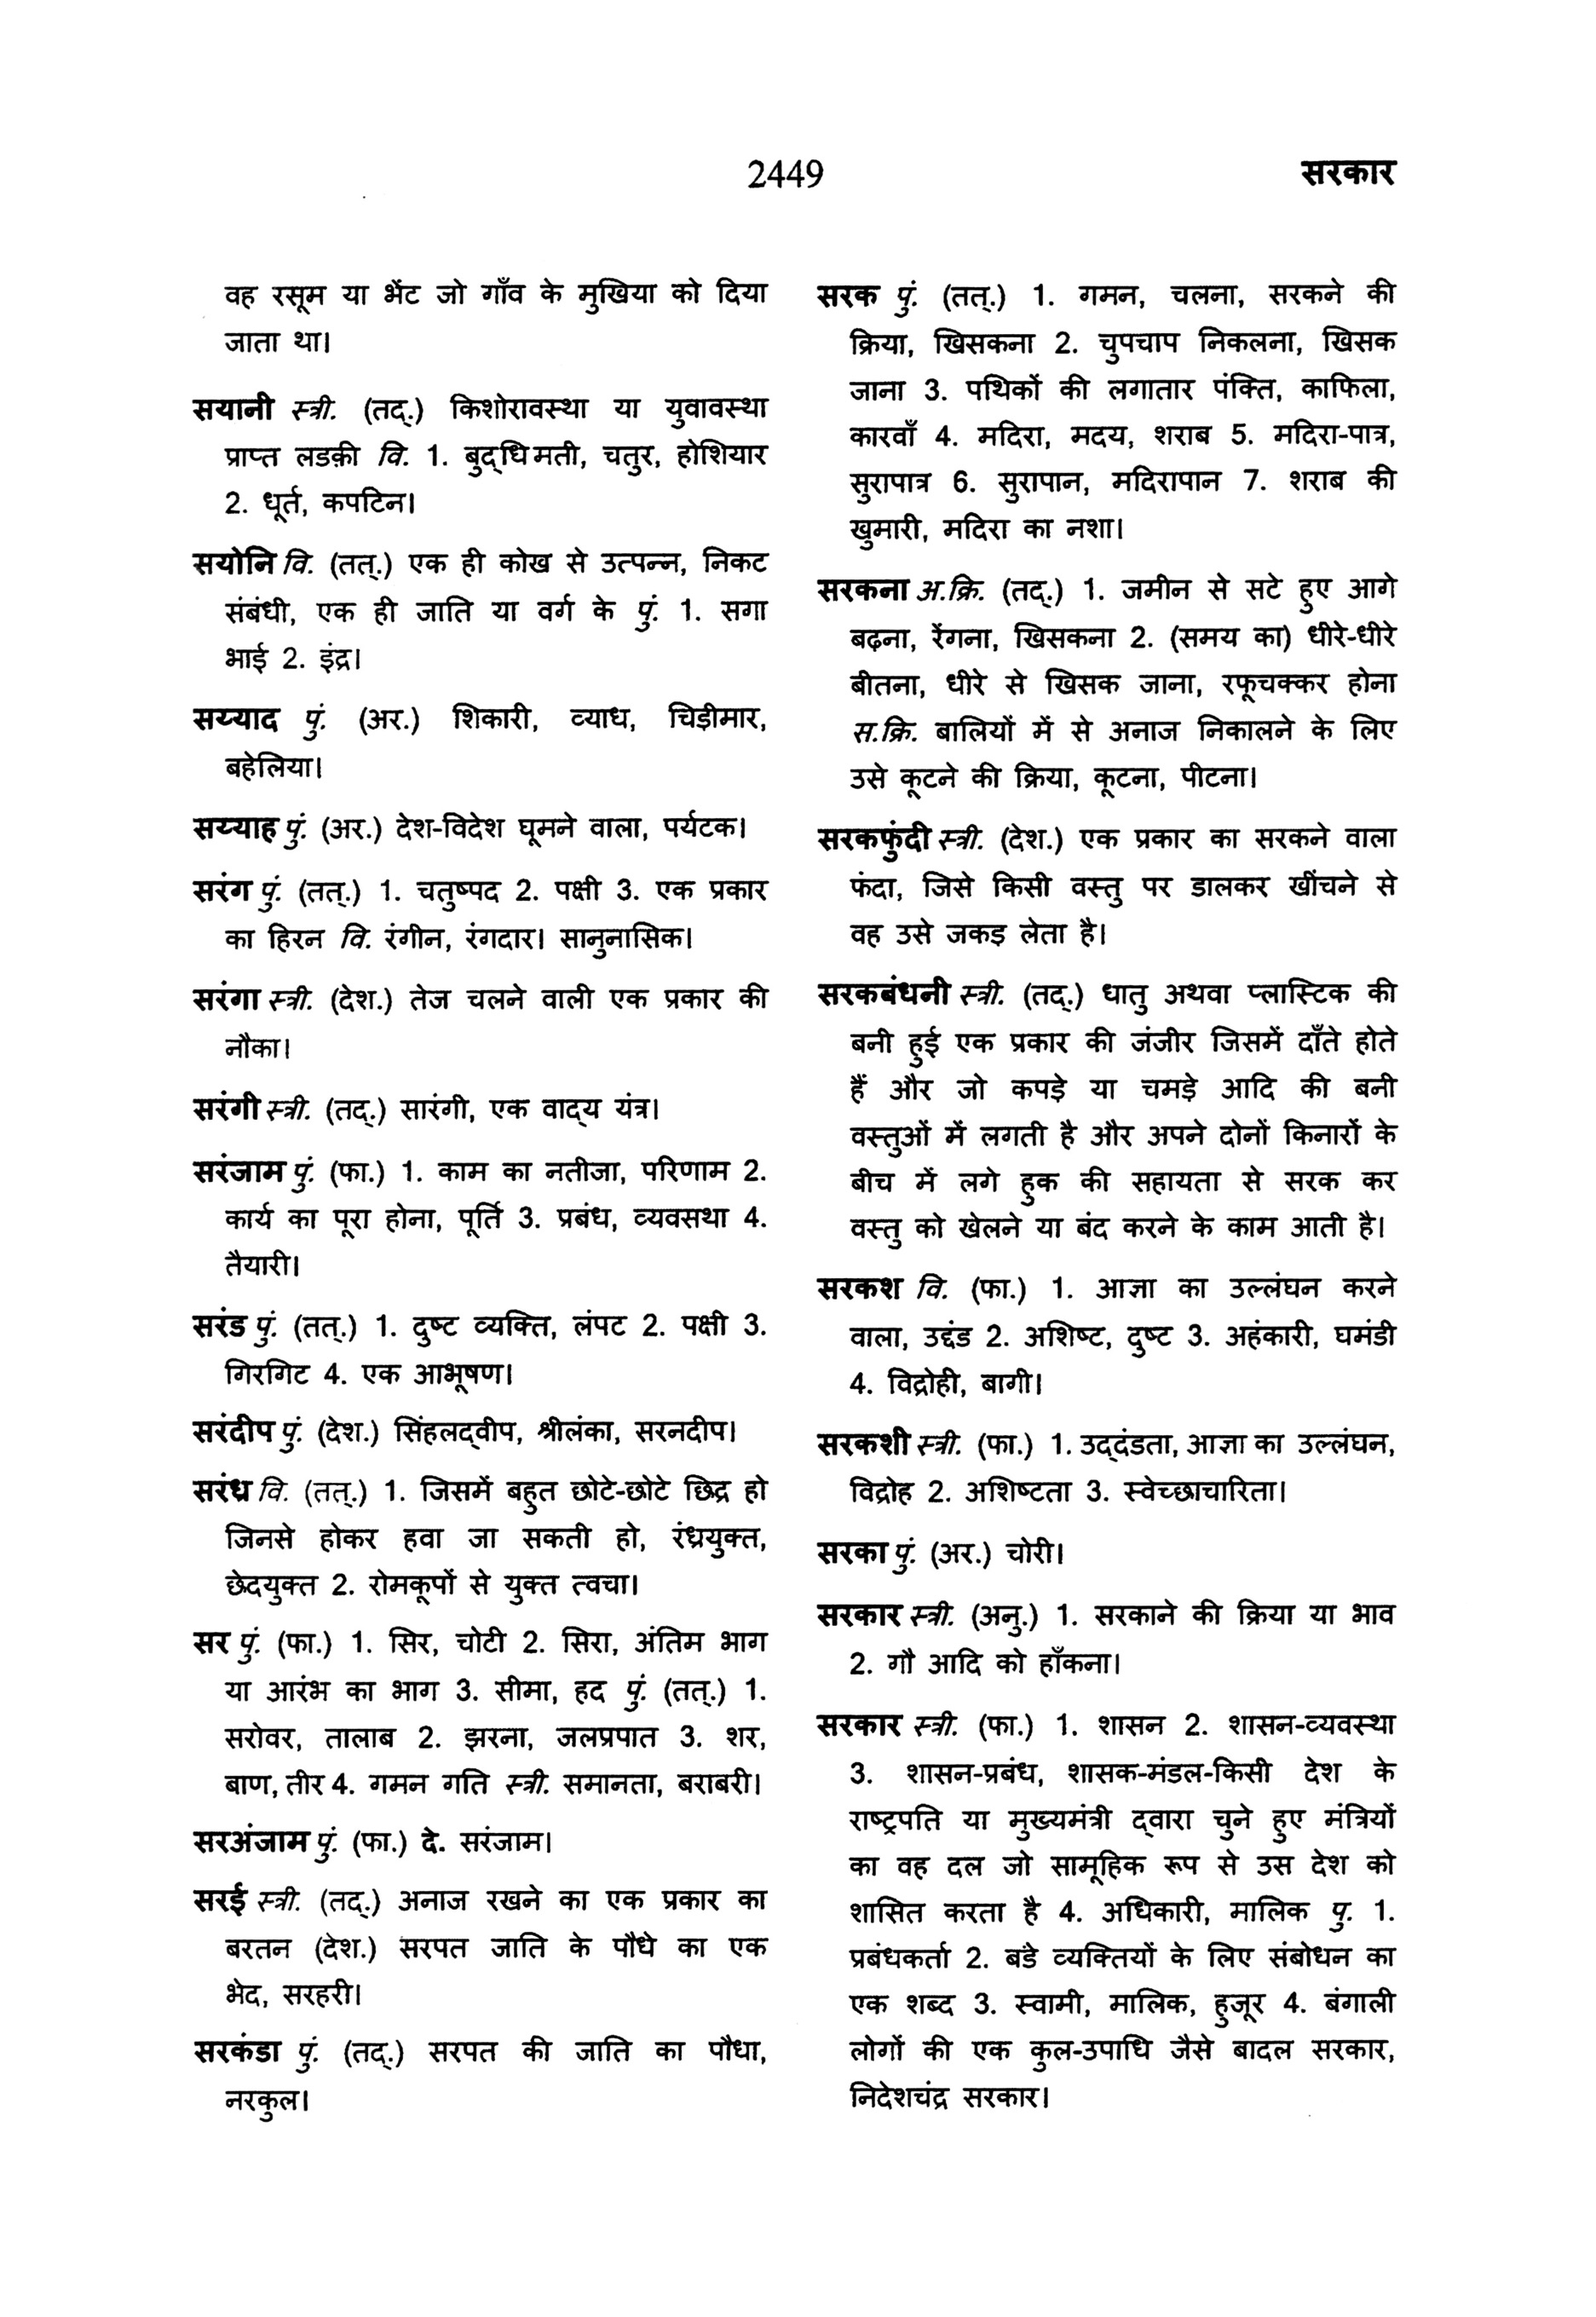 2449
सरकार
वह रसूम या भेंट जो गाँव के मुखिया को दिया
जाता था।
सयानी स्त्री. (तद्.) किशोरावस्था या युवावस्था
प्राप्त लडक़ी वि. 1. बुद्‌धिमती, चतुर, होशियार
2. धूर्त, कपटिन।
सयोनि वि. (तत्.) एक ही कोख से उत्पन्न, निकट
संबंधी, एक ही जाति या वर्ग के पुं. 1. सगा
भाई 2. इंद्र।
सय्याद पुं. (अर.) शिकारी, व्याध, चिड़ीमार,
बहेलिया।
सय्याह पुं. (अर.) देश-विदेश घूमने वाला, पर्यटक।
सरंग पुं. (तत्.) 1. चतुष्पद 2. पक्षी 3. एक प्रकार
का हिरन वि. रंगीन, रंगदार। सानुनासिक।
सरंगा स्त्री. (देश.) तेज चलने वाली एक प्रकार की
नौका।
सरंगी स्त्री. (तद्.) सारंगी, एक वाद्‌य यंत्र।
सरंजाम पुं. (फा.) 1. काम का नतीजा, परिणाम 2.
कार्य का पूरा होना, पूर्ति 3. प्रबंध, व्यवसथा 4.
तैयारी।
सरंड पुं. (तत्.) 1. दुष्ट व्यक्ति, लंपट 2. पक्षी 3.
गिरगिट 4. एक आभूषण।
सरंदीप पुं. (देश.) सिंहलद्‌वीप, श्रीलंका, सरनदीप।
सरंध्र वि. (तत्.) 1. जिसमें बहुत छोटे-छोटे छिद्र हो
जिनसे होकर हवा जा सकती हो, रंध्रयुक्त,
छेदयुक्त 2. रोमकूपों से युक्त त्वचा।
सर पुं. (फा.) 1. सिर, चोटी 2. सिरा, अंतिम भाग
या आरंभ का भाग 3. सीमा, हद पुं. (तत्.) 1.
सरोवर, तालाब 2. झरना, जलप्रपात 3. शर,
बाण, तीर 4. गमन गति स्त्री. समानता, बराबरी।
सरअंजाम पुं. (फा.) दे. सरंजाम।
सरई स्त्री. (तद्.) अनाज रखने का एक प्रकार का
बरतन (देश.) सरपत जाति के पौधे का एक
भेद, सरहरी।
सरकंडा पुं. (तद्.) सरपत की जाति का पौधा,
नरकुल।
सरक पुं. (तत्.) 1. गमन, चलना, सरकने की
क्रिया, खिसकना 2. चुपचाप निकलना, खिसक
जाना 3. पथिकों की लगातार पंक्ति, काफिला,
कारवाँ 4. मदिरा, मदय, शराब 5. मदिरा-पात्र,
सुरापात्र 6. सुरापान, मदिरापान 7. शराब की
खुमारी, मदिरा का नशा।
सरकना अ.क्रि. (तद्.) 1. जमीन से सटे हुए आगे
बढ़ना, रेंगना, खिसकना 2. (समय का) धीरे-धीरे
बीतना, धीरे से खिसक जाना, रफूचक्कर होना
स.क्रि. बालियों में से अनाज निकालने के लिए
उसे कूटने की क्रिया, कूटना, पीटना।
सरकफुंदी स्त्री. (देश.) एक प्रकार का सरकने वाला
फंदा, जिसे किसी वस्तु पर डालकर खींचने से
वह उसे जकड़ लेता है।
सरकबंधनी स्त्री. (तद्.) धातु अथवा प्लास्टिक की
बनी हुई एक प्रकार की जंजीर जिसमें दाँते होते
हैं और जो कपड़े या चमड़े आदि की बनी
वस्तुओं में लगती है और अपने दोनों किनारों के
बीच में लगे हुक की सहायता से सरक कर
वस्तु को खेलने या बंद करने के काम आती है।
सरकश वि. (फा.) 1. आज्ञा का उल्लंघन करने
वाला, उद्दंड 2. अशिष्ट, दुष्ट 3. अहंकारी, घमंडी
4. विद्रोही, बागी।
सरकशी स्त्री. (फा.) 1. उद्‌दंडता, आज्ञा का उल्लंघन,
विद्रोह 2. अशिष्टता 3. स्वेच्छाचारिता।
सरका पुं. (अर.) चोरी।
सरकार स्त्री. (अनु.) 1. सरकाने की क्रिया या भाव
2. गौ आदि को हाँकना।
सरकार स्त्री. (फा.) 1. शासन 2. शासन-व्यवस्था
3. शासन-प्रबंध, शासक-मंडल-किसी देश के
राष्ट्रपति या मुख्यमंत्री द्‌वारा चुने हुए मंत्रियों
का वह दल जो सामूहिक रूप से उस देश को
शासित करता है 4. अधिकारी, मालिक पु. 1.
प्रबंधकर्ता 2. बडे व्यक्तियों के लिए संबोधन का
एक शब्द 3. स्वामी, मालिक, हुजूर 4. बंगाली
लोगों की एक कुल-उपाधि जैसे बादल सरकार,
निदेशचंद्र सरकार।